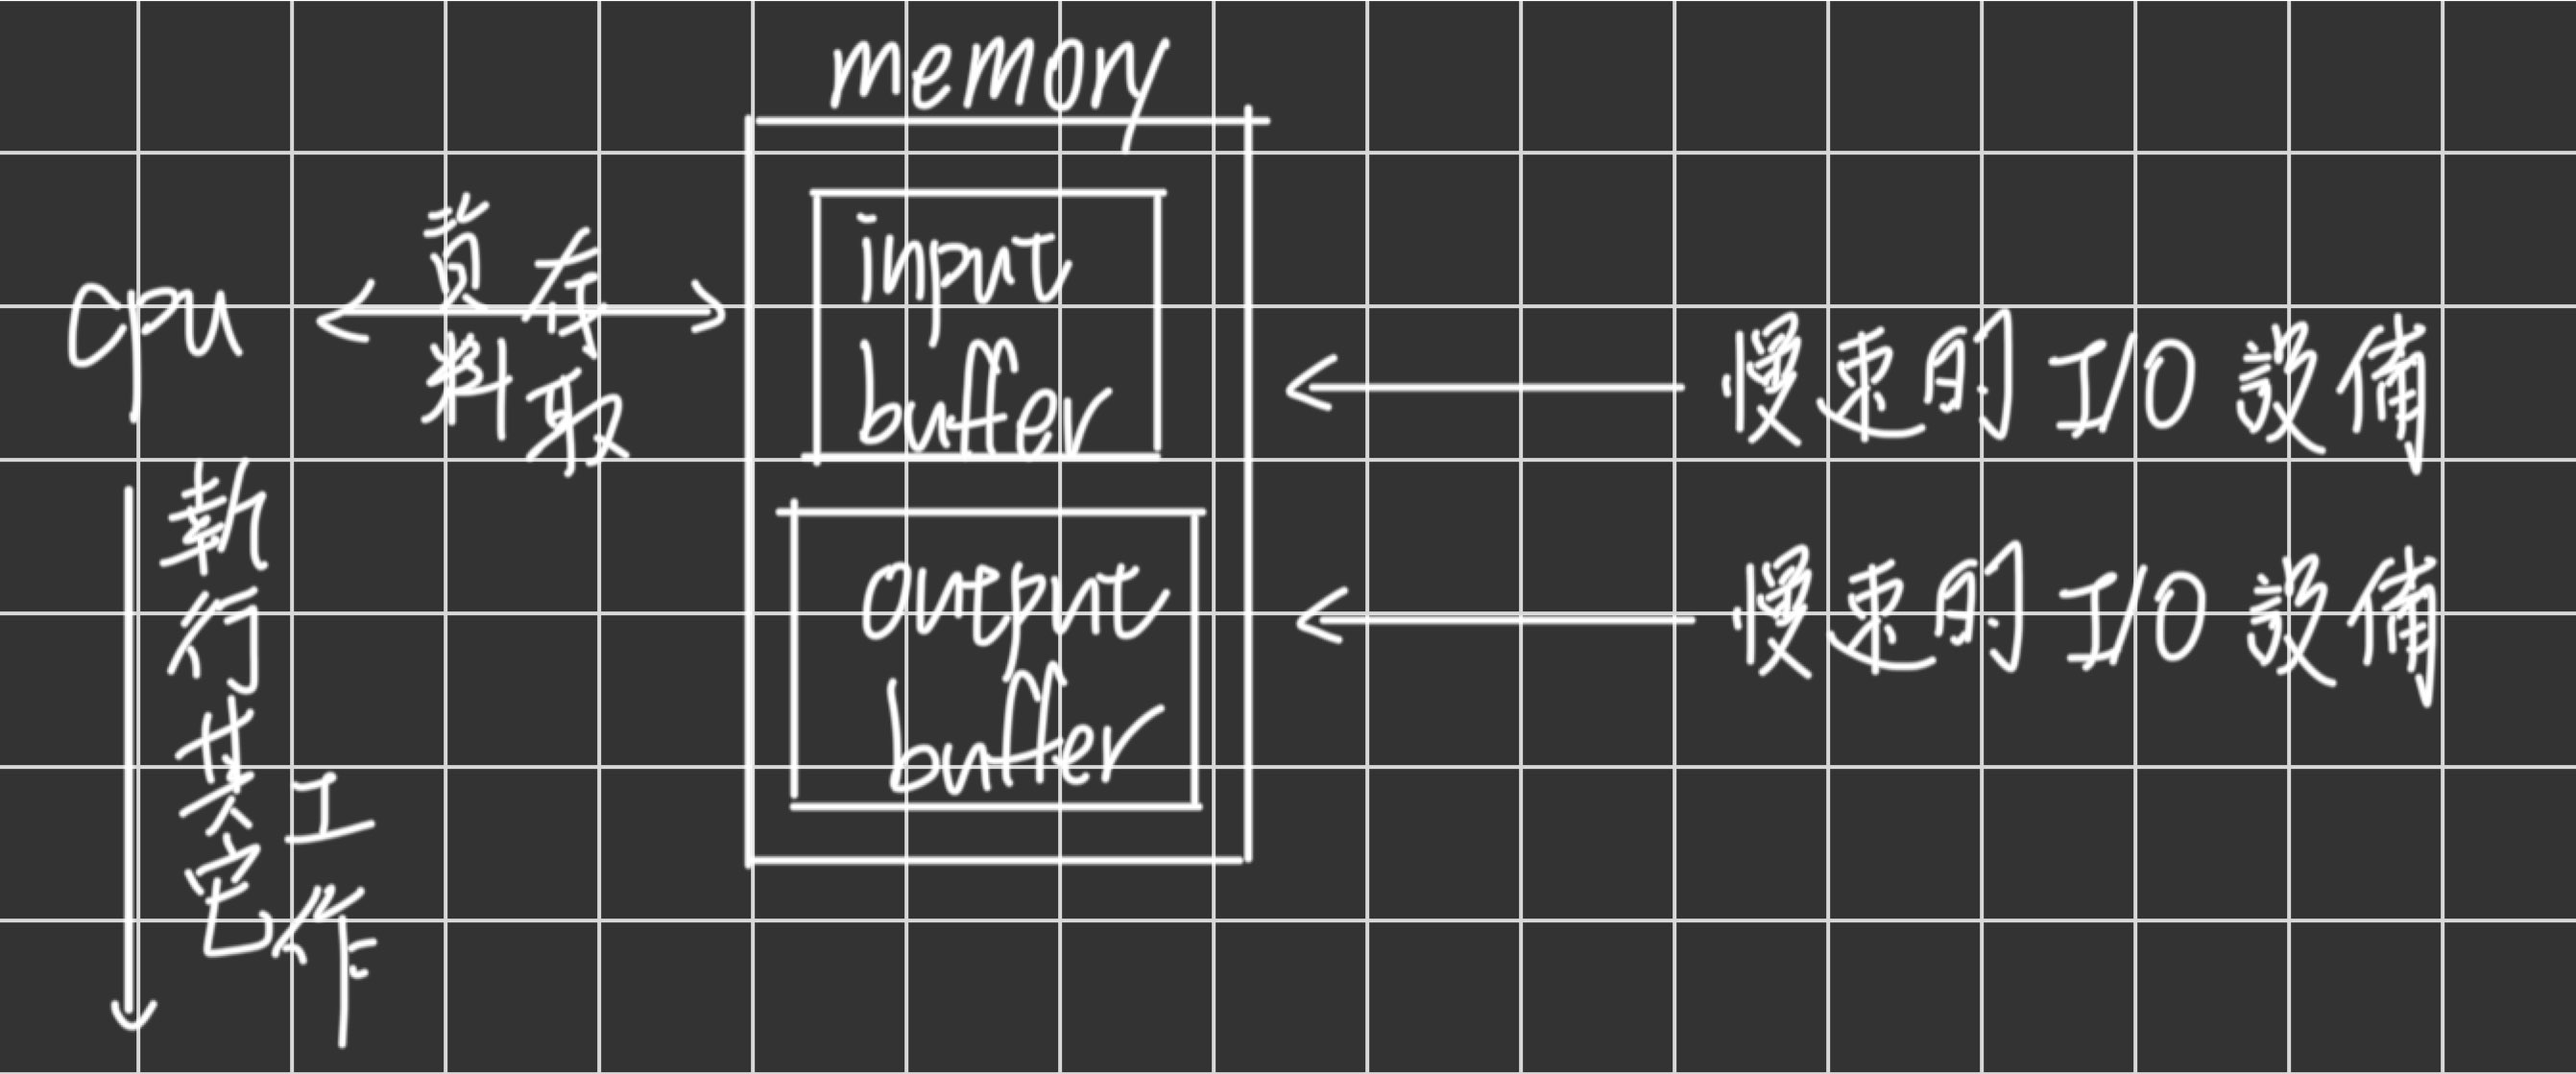 memory
cpu
資料
存取
input
buffer
慢速的 I/O 設備
執行其它
工作
output
buffer
慢速的 I/O 設備